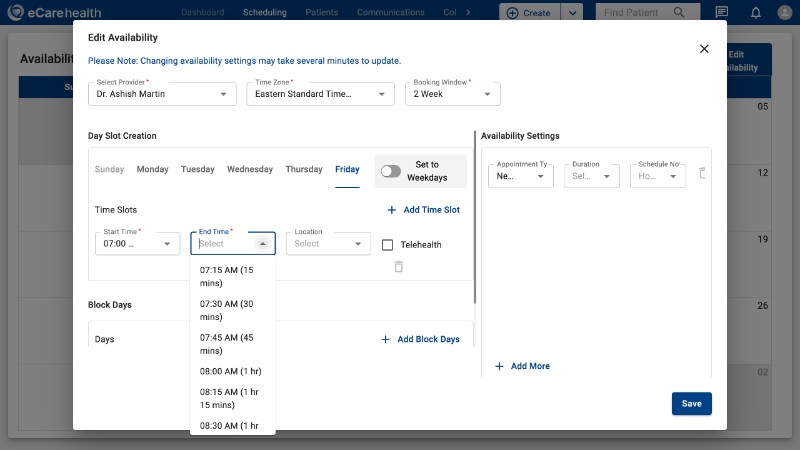 eCarehealth
Dashboard
Scheduling
Patients
Communications
Col
Create
Find Patient
Availabil
Edit
ilability
Su
05
12
19
26
02
Edit Availability
Please Note: Changing availability settings may take several minutes to update.
Select Provider *
Dr. Ashish Martin
Time Zone *
Eastern Standard Time...
Booking Window *
2 Week
Day Slot Creation
Sunday
Monday
Tuesday
Wednesday
Thursday
Friday
Set to
Weekdays
Time Slots
Add Time Slot
Start Time *
07:00 ...
End Time *
Select
Location
Select
Telehealth
07:15 AM (15
mins)
07:30 AM (30
mins)
07:45 AM (45
mins)
08:00 AM (1 hr)
08:15 AM (1 hr
15 mins)
08:30 AM (1 hr
Block Days
Days
Add Block Days
Availability Settings
Appointment Ty
Ne...
Duration
Sel...
Schedule No
Ho...
Add More
Save